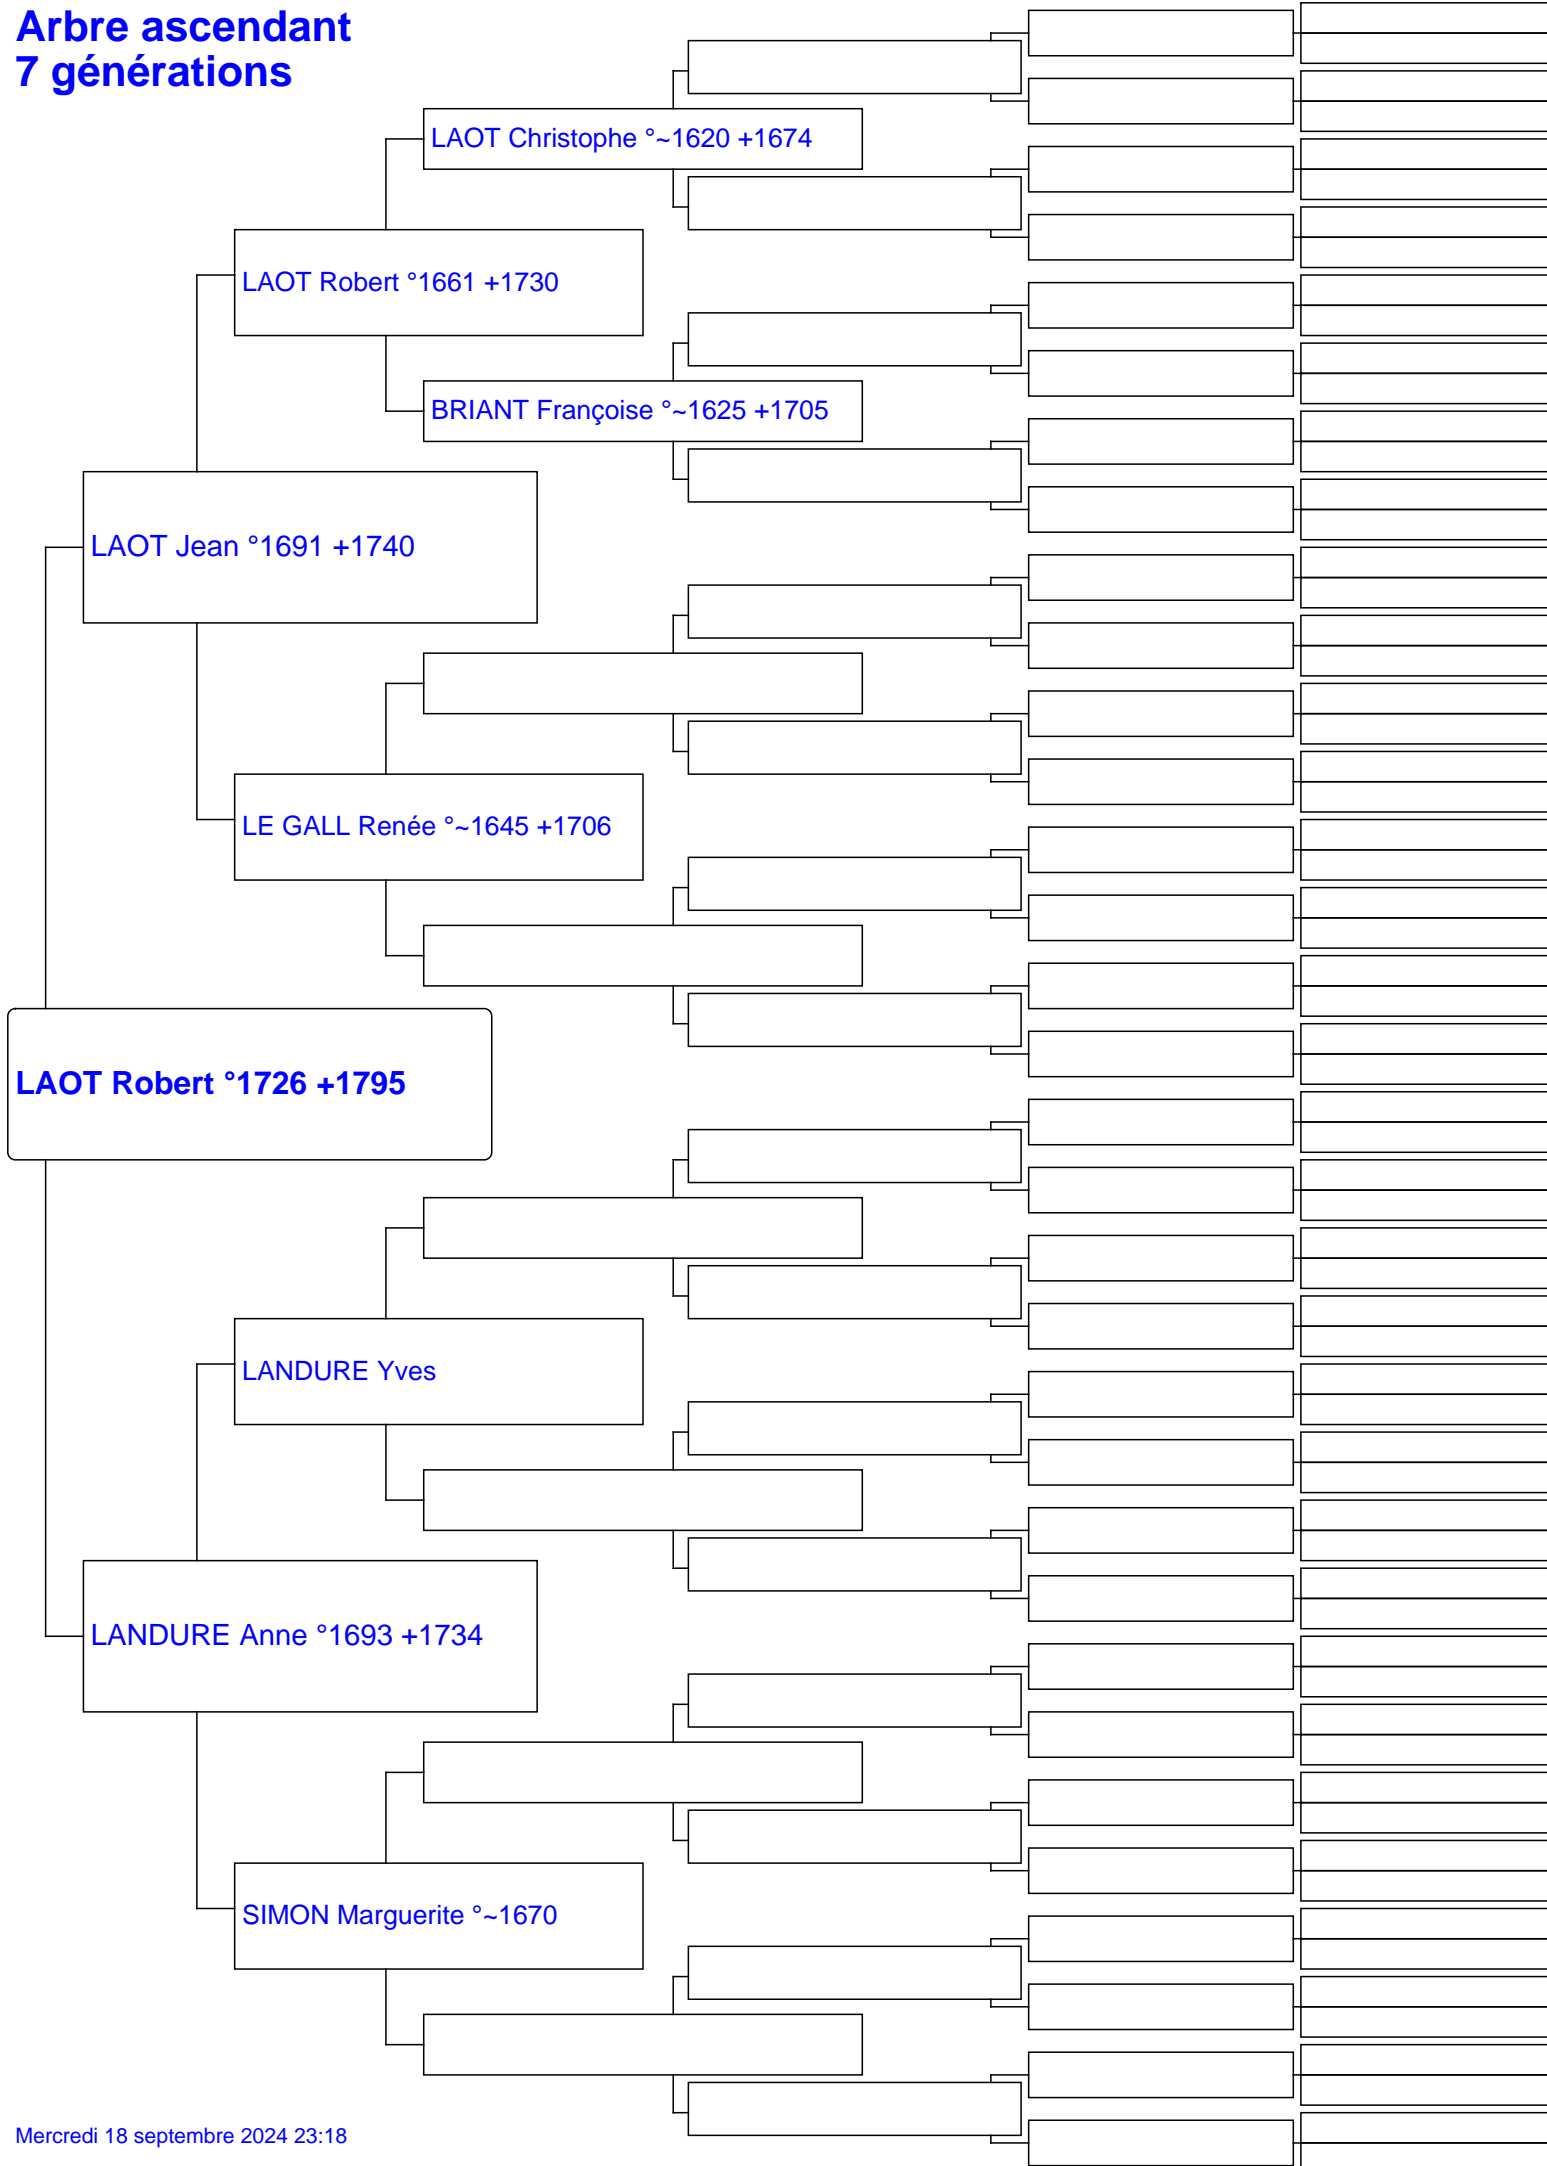 Arbre ascendant
7 générations
LAOT Christophe °~1620 +1674
LAOT Robert °1661 +1730
BRIANT Françoise °~1625 +1705
LAOT Jean °1691 +1740
LE GALL Renée °~1645 +1706
LAOT Robert °1726 +1795
LANDURE Yves
LANDURE Anne °1693 +1734
SIMON Marguerite °~1670
Mercredi 18 septembre 2024 23:18